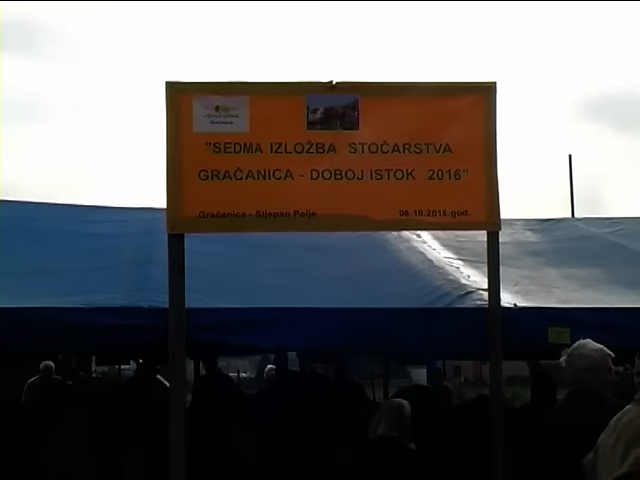 "SEDMA IZLOŽBA STOČARSTVA
GRAČANICA - DOBOJ ISTOK 2016"
Gračanica - Stjepan Polje 08.10.2016.god.